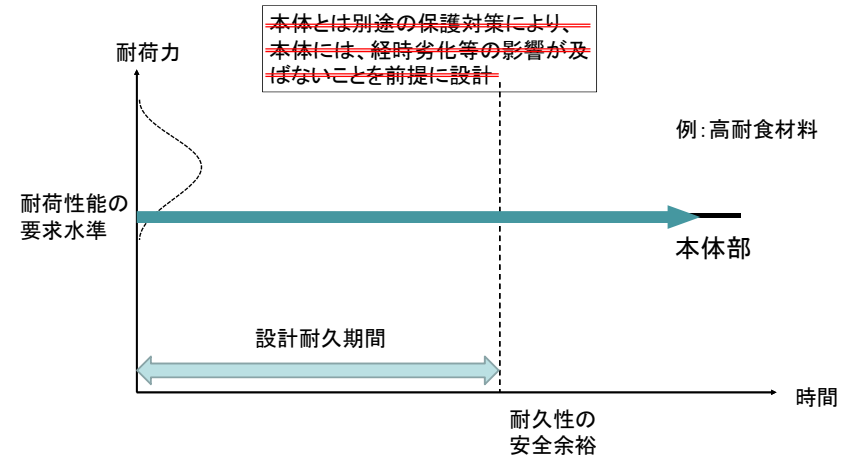 本体とは別途の保護対策により、
本体には、経時劣化等の影響が及
ばないことを前提に設計
耐荷力
例：高耐食材料
耐荷性能の
要求水準
本体部
設計耐久期間
時間
耐久性の
安全余裕